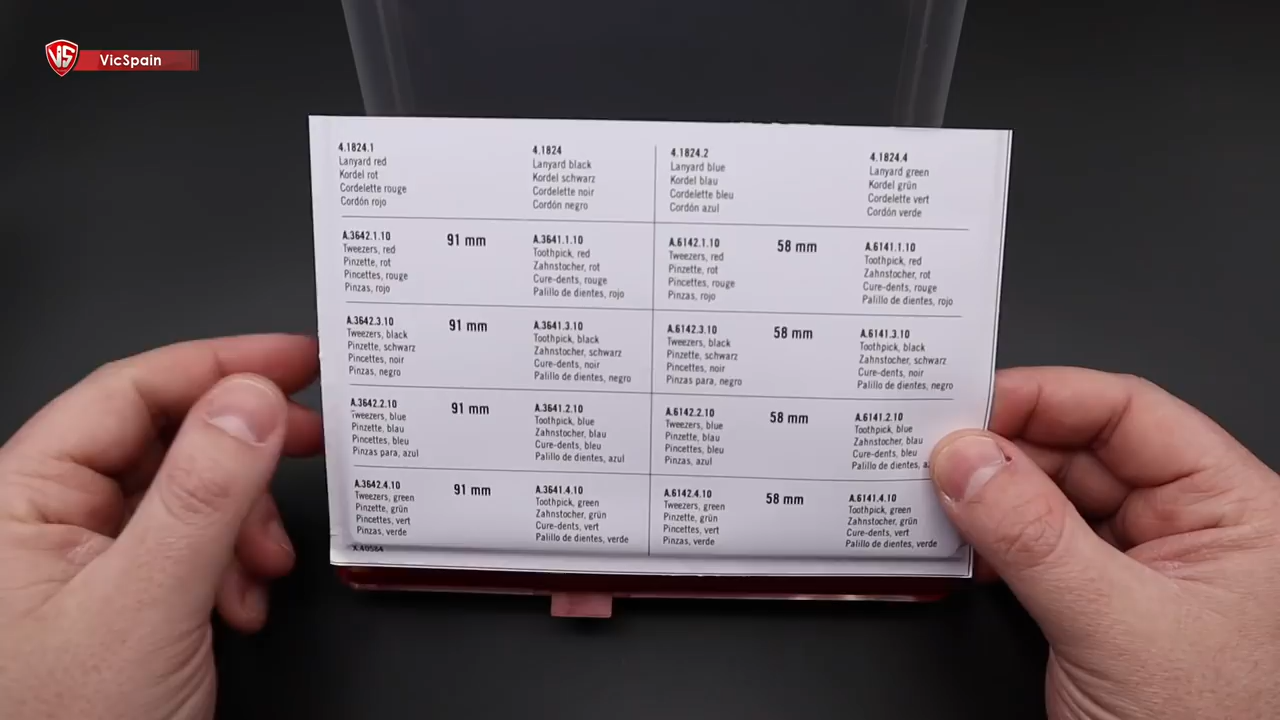 VS
VicSpain
4.1824.1
Lanyard red
Kordel rot
Cordelette rouge
Cordón rojo
4.1824
Lanyard black
Kordel schwarz
Cordelette noir
Cordón negro
4.1824.2
Lanyard blue
Kordel blau
Cordelette bleu
Cordón azul
4.1824.4
Lanyard green
Kordel grün
Cordelette vert
Cordón verde
A.3642.1.10
Tweezers, red
Pinzette, rot
Pincettes, rouge
Pinzas, rojo
91 mm
A.3641.1.10
Toothpick, red
Zahnstocher, rot
Cure-dents, rouge
Palillo de dientes, rojo
A.6142.1.10
Tweezers, red
Pinzette, rot
Pincettes, rouge
Pinzas, rojo
58 mm
A.6141.1.10
Toothpick, red
Zahnstocher, rot
Cure-dents, rouge
Palillo de dientes, rojo
A.3642.3.10
Tweezers, black
Pinzette, schwarz
Pincettes, noir
Pinzas, negro
91 mm
A.3641.3.10
Toothpick, black
Zahnstocher, schwarz
Cure-dents, noir
Palillo de dientes, negro
A.6142.3.10
Tweezers, black
Pinzette, schwarz
Pincettes, noir
Pinzas para, negro
58 mm
A.6141.3.10
Toothpick, black
Zahnstocher, schwarz
Cure-dents, noir
Palillo de dientes, negro
A.3642.2.10
Tweezers, blue
Pinzette, blau
Pincettes, bleu
Pinzas para, azul
91 mm
A.3641.2.10
Toothpick, blue
Zahnstocher, blau
Cure-dents, bleu
Palillo de dientes, azul
A.6142.2.10
Tweezers, blue
Pinzette, blau
Pincettes, bleu
Pinzas, azul
58 mm
A.6141.2.10
Toothpick, blue
Zahnstocher, blau
Cure-dents, bleu
Palillo de dientes,
A.3642.4.10
Tweezers, green
Pinzette, grün
Pincettes, vert
Pinzas, verde
91 mm
A.3641.4.10
Toothpick, green
Zahnstocher, grün
Cure-dents, vert
Palillo de dientes, verde
A.6142.4.10
Tweezers, green
Pinzette, grün
Pincettes, vert
Pinzas, verde
58 mm
A.6141.4.10
Toothpick, green
Zahnstocher, grün
Cure-dents, vert
Palillo de dientes, verde